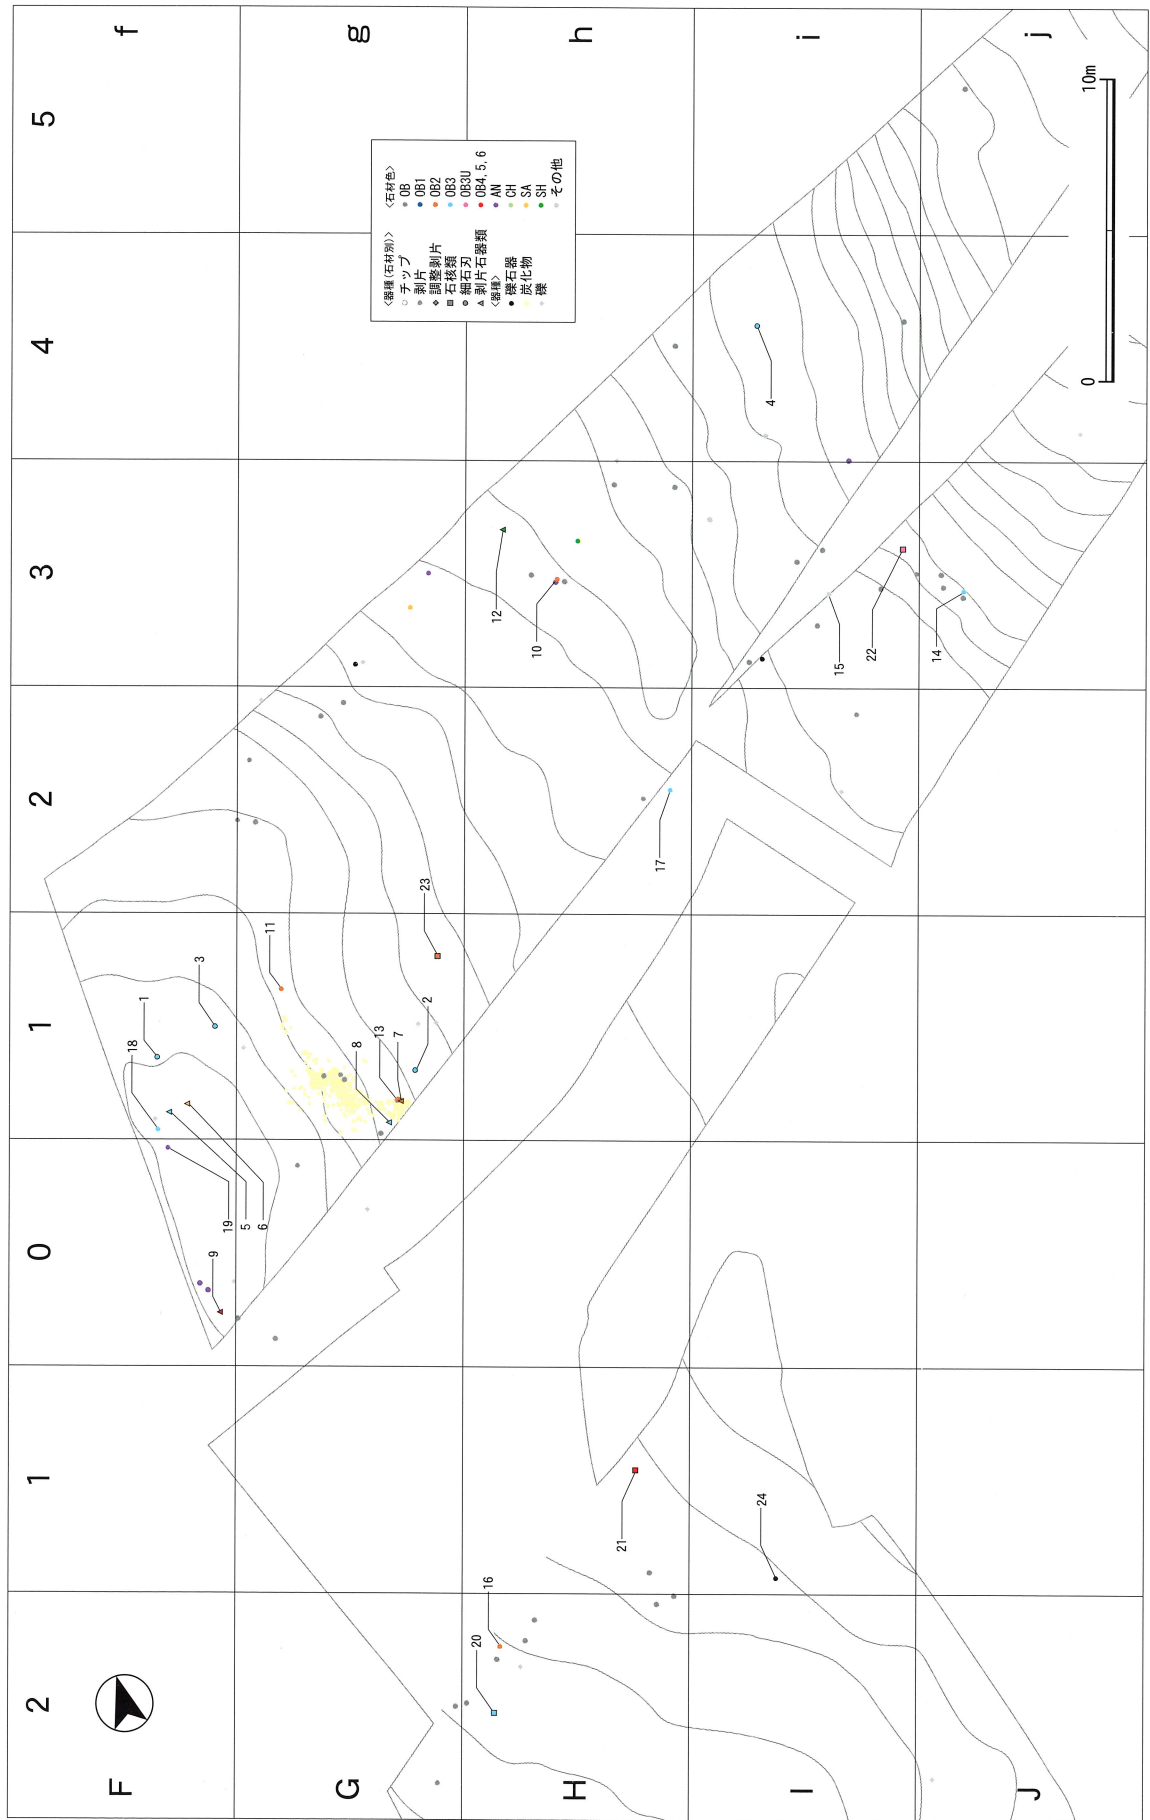 f
g
h
i
j
5
4
3
2
1
0
1
2
F
G
H
I
J
<器種(石材別)>
チップ
剥片
調整剥片
石核類
細石刃
剥片石器類
<器種>
礫石器
炭化物
礫
<石材色>
OB
OB1
OB2
OB3
OB3U
OB4, 5, 6
AN
CH
SA
SH
その他
0
10m
1
18
3
11
23
8
13
7
2
19
5
6
9
12
10
17
4
15
22
14
21
24
16
20